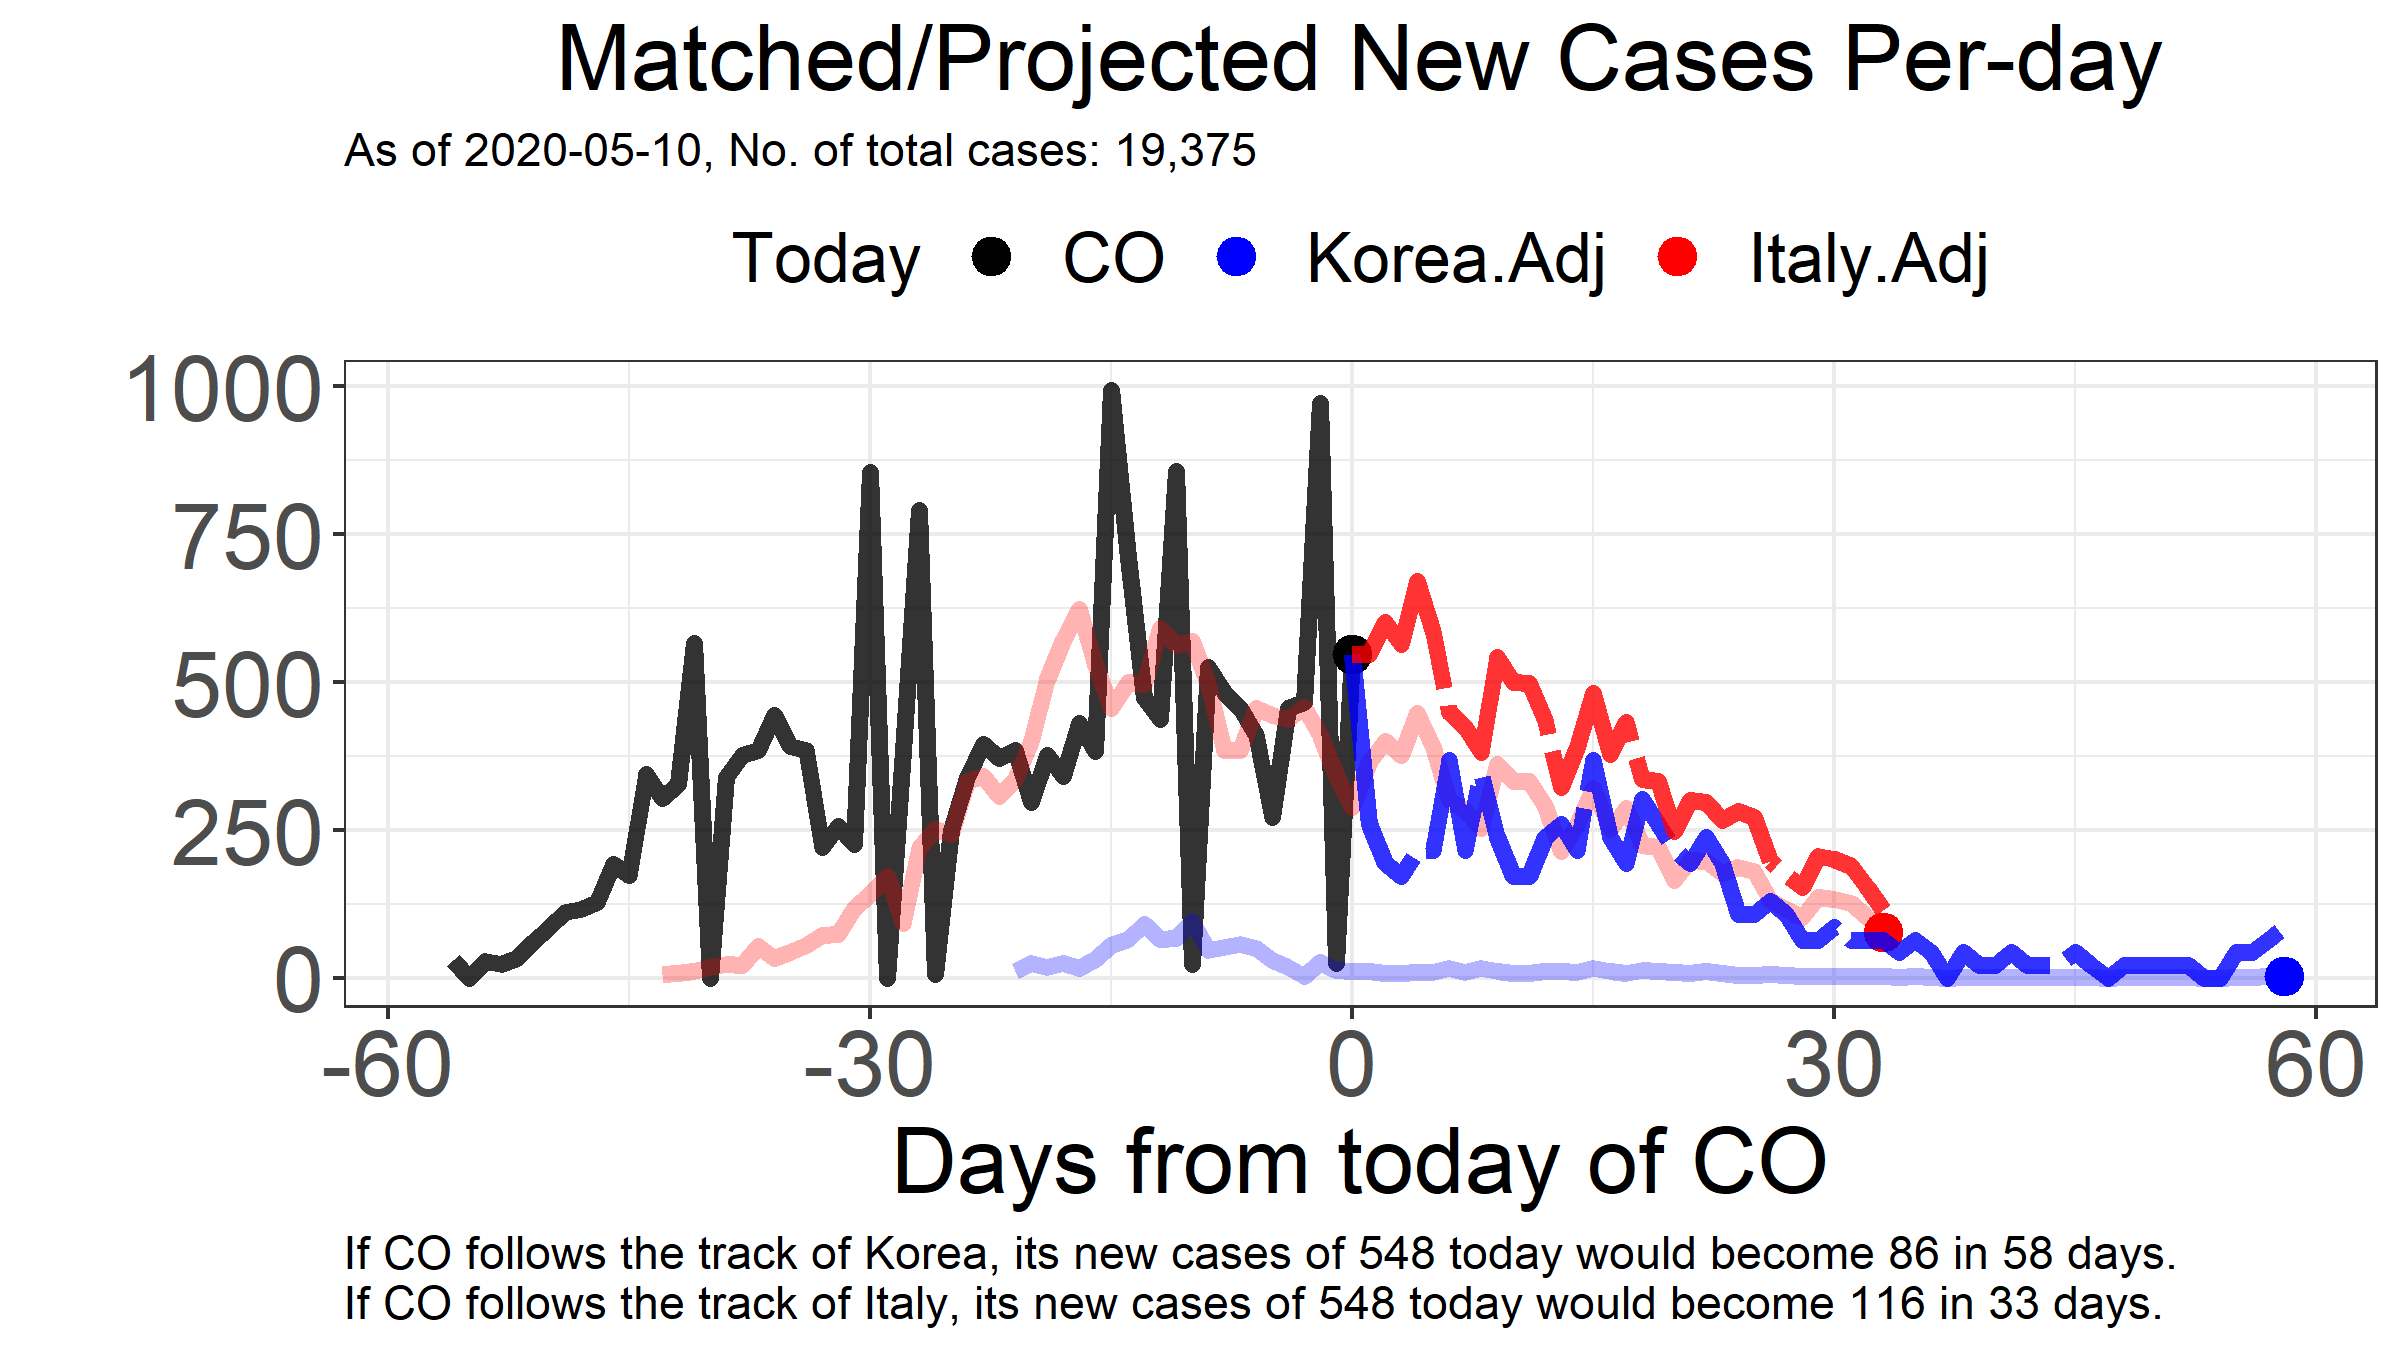 Matched/Projected New Cases Per-day
As of 2020-05-10, No. of total cases: 19,375
Today CO Korea.Adj Italy.Adj
1000
750
500
250
0
-60 -30 0 30 60
Days from today of CO
If CO follows the track of Korea, its new cases of 548 today would become 86 in 58 days.
If CO follows the track of Italy, its new cases of 548 today would become 116 in 33 days.